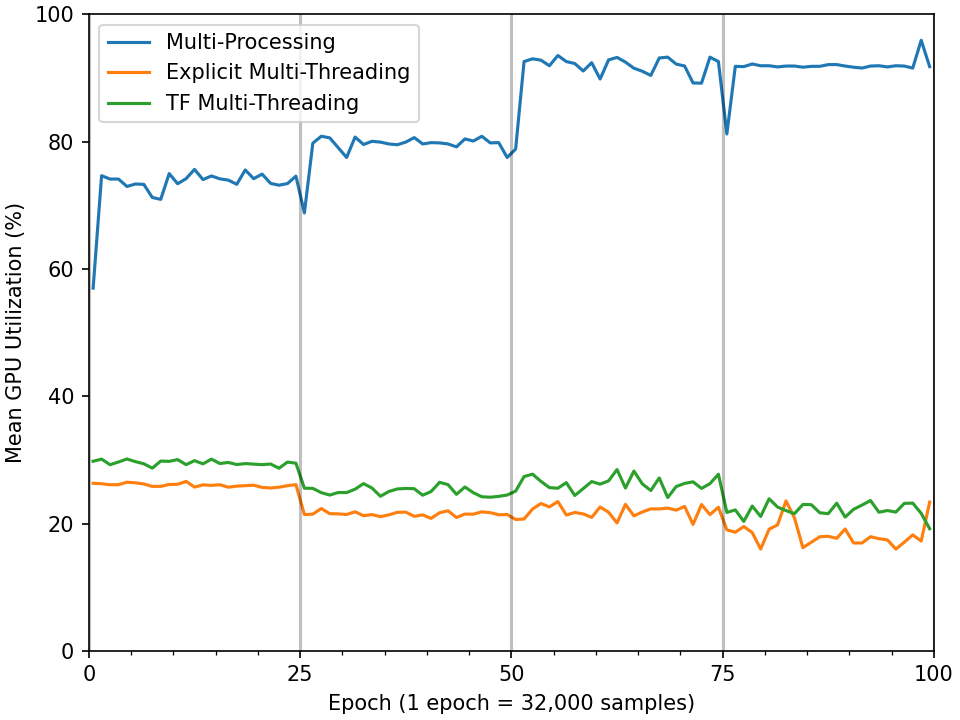 100
80
60
40
20
0
Mean GPU Utilization (%)
Multi-Processing
Explicit Multi-Threading
TF Multi-Threading
0 25 50 75 100
Epoch (1 epoch = 32,000 samples)